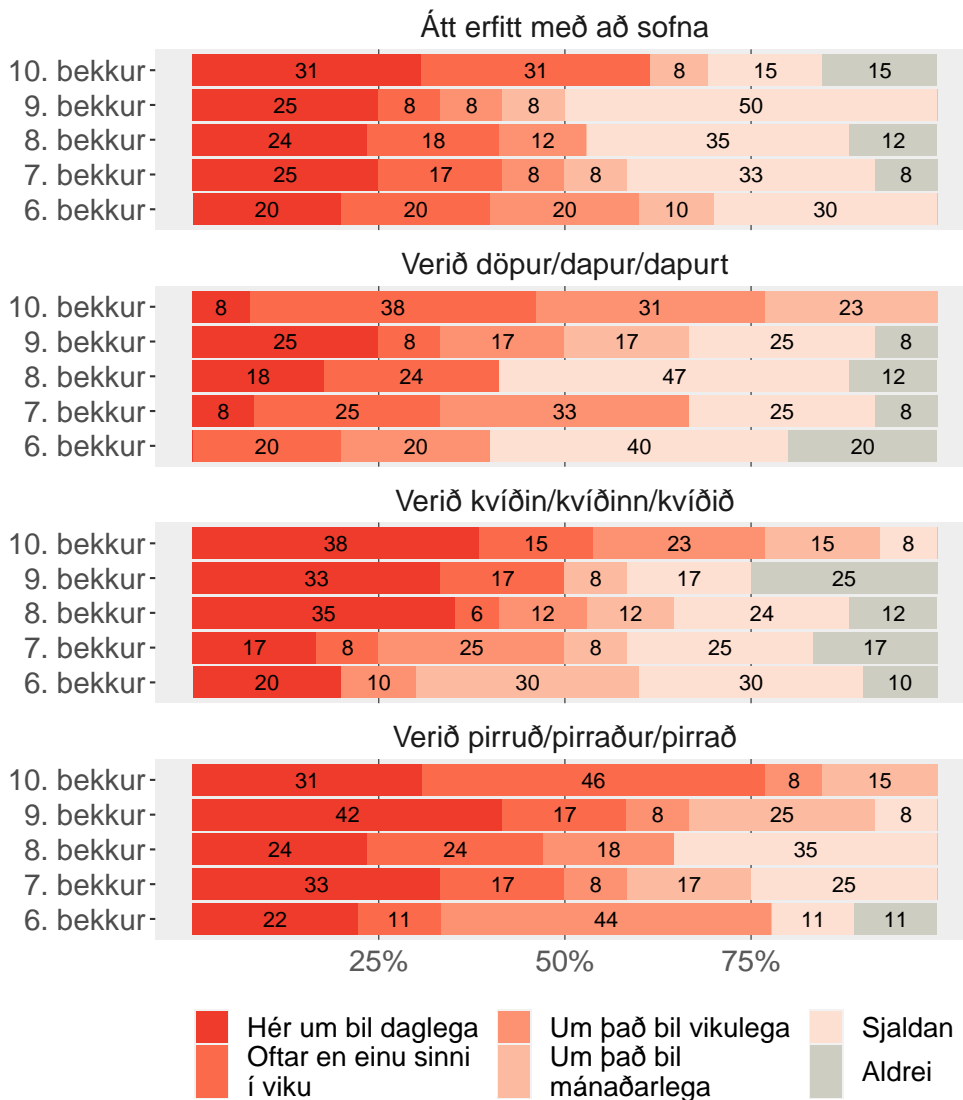 Átt erfitt með að sofna
10. bekkur
31 31 8 15 15
9. bekkur
25 8 8 8 50
8. bekkur
24 18 12 35 12
7. bekkur
25 17 8 8 33 8
6. bekkur
20 20 20 10 30
Verið döpur/dapur/dapurt
10. bekkur
8 38 31 23
9. bekkur
25 8 17 17 25 8
8. bekkur
18 24 47 12
7. bekkur
8 25 33 25 8
6. bekkur
20 20 40 20
Verið kvíðin/kvíðinn/kvíðið
10. bekkur
38 15 23 15 8
9. bekkur
33 17 8 17 25
8. bekkur
35 6 12 12 24 12
7. bekkur
17 8 25 8 25 17
6. bekkur
20 10 30 30 10
Verið pirruð/pirraður/pirrað
10. bekkur
31 46 8 15
9. bekkur
42 17 8 25 8
8. bekkur
24 24 18 35
7. bekkur
33 17 8 17 25
6. bekkur
22 11 44 11 11
25% 50% 75%
Hér um bil daglega
Oftar en einu sinni
í viku
Um það bil vikulega
Um það bil
mánaðarlega
Sjaldan
Aldrei